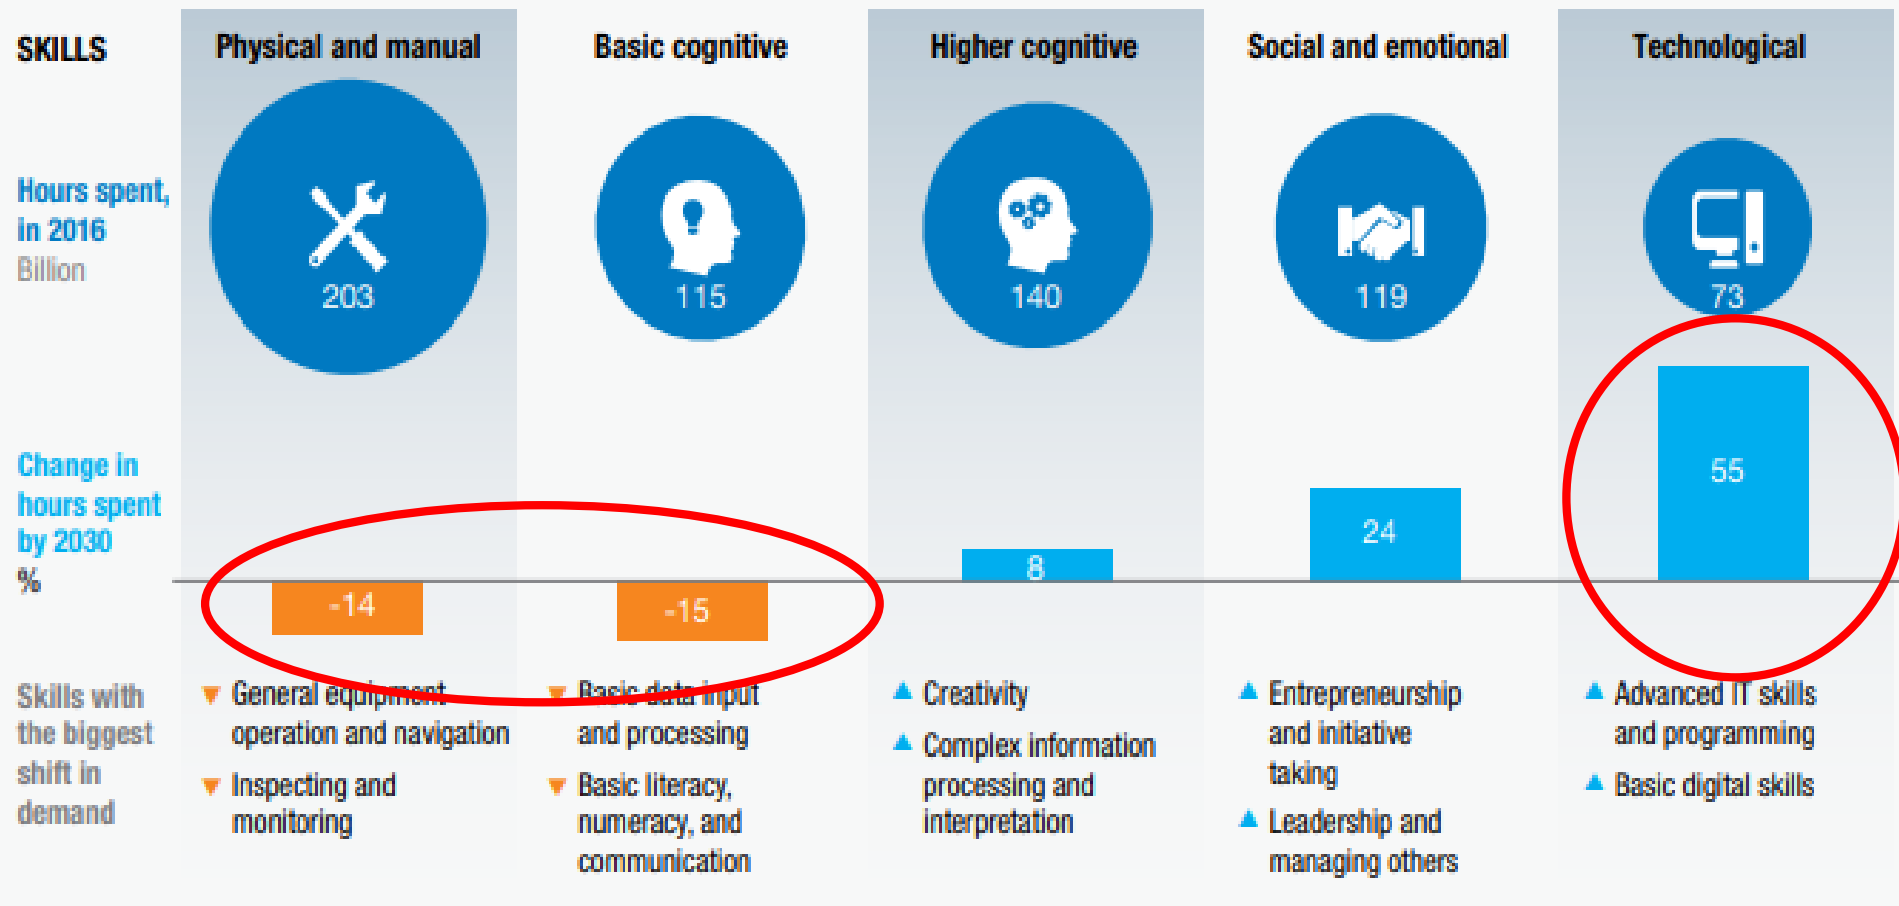 SKILLS
Physical and manual
Basic cognitive
Higher cognitive
Social and emotional
Technological
Hours spent,
in 2016
Billion
203
115
140
119
73
Change in
hours spent
by 2030
%
-14
-15
8
24
55
Skills with
the biggest
shift in
demand
▼ General equipment
operation and navigation
▼ Inspecting and
monitoring
▼ Basic data input
and processing
▼ Basic literacy,
numeracy, and
communication
▲ Creativity
▲ Complex information
processing and
interpretation
▲ Entrepreneurship
and initiative
taking
▲ Leadership and
managing others
▲ Advanced IT skills
and programming
▲ Basic digital skills